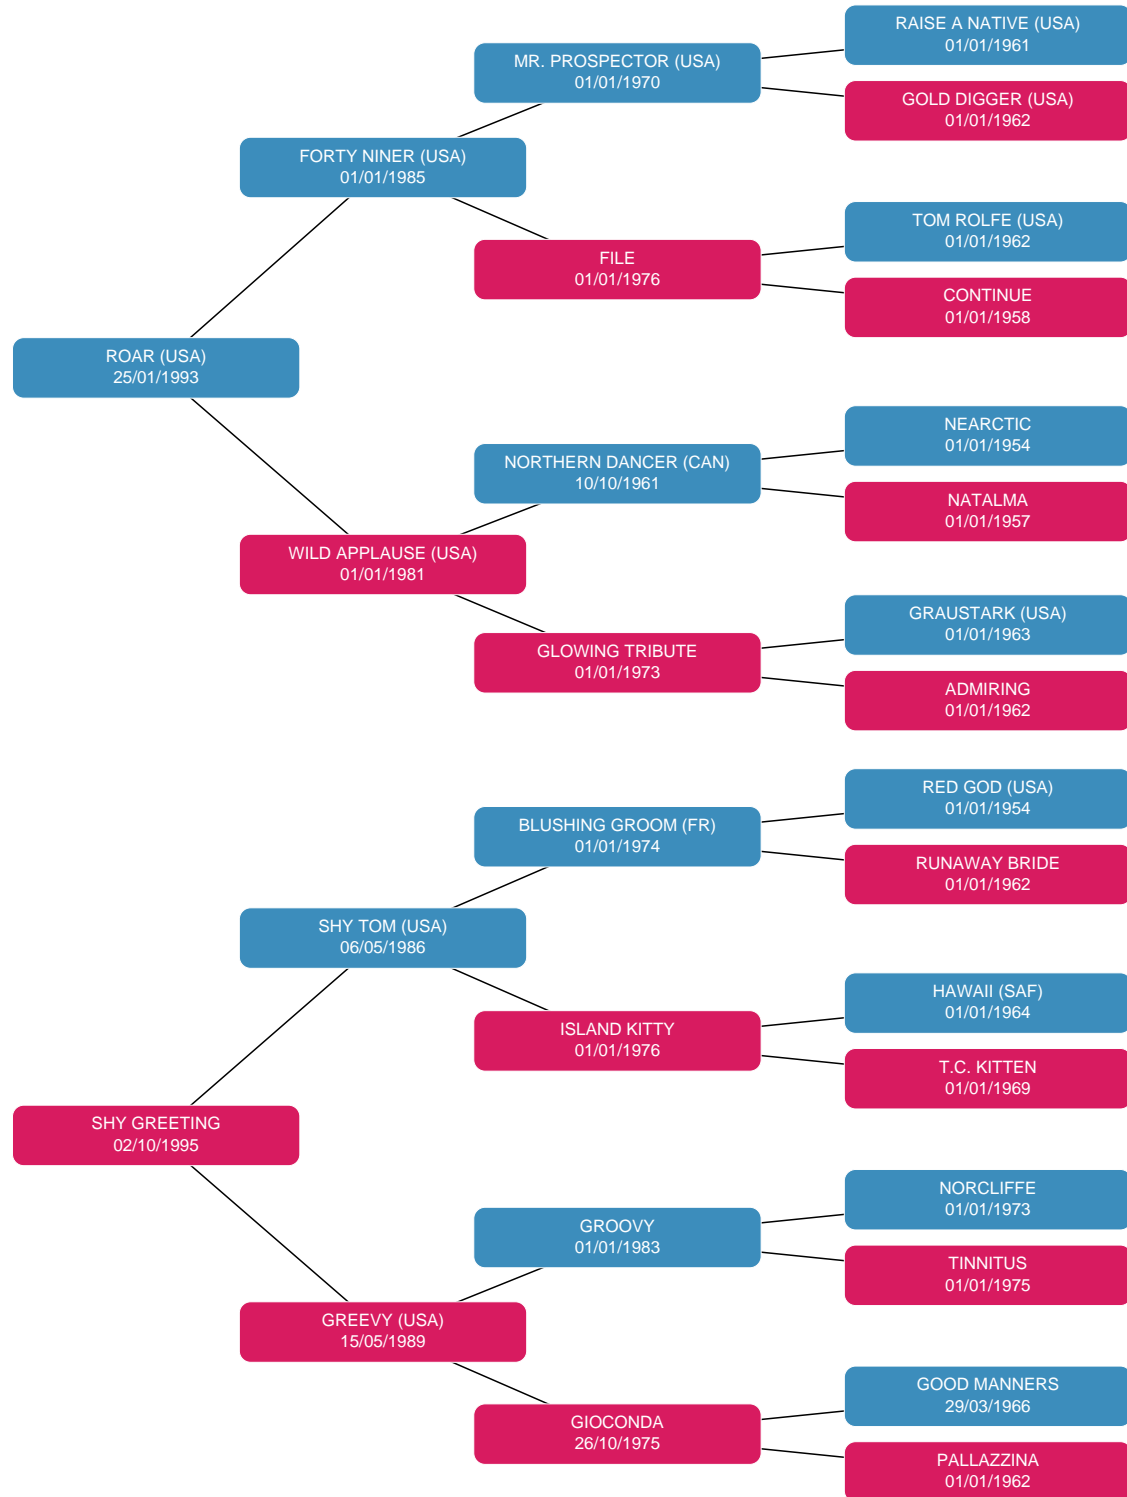 RAISE A NATIVE (USA)
01/01/1961
MR. PROSPECTOR (USA)
01/01/1970
GOLD DIGGER (USA)
01/01/1962
FORTY NINER (USA)
01/01/1985
TOM ROLFE (USA)
01/01/1962
FILE
01/01/1976
CONTINUE
01/01/1958
ROAR (USA)
25/01/1993
NEARCTIC
01/01/1954
NORTHERN DANCER (CAN)
10/10/1961
NATALMA
01/01/1957
WILD APPLAUSE (USA)
01/01/1981
GRAUSTARK (USA)
01/01/1963
GLOWING TRIBUTE
01/01/1973
ADMIRING
01/01/1962
RED GOD (USA)
01/01/1954
BLUSHING GROOM (FR)
01/01/1974
RUNAWAY BRIDE
01/01/1962
SHY TOM (USA)
06/05/1986
HAWAII (SAF)
01/01/1964
ISLAND KITTY
01/01/1976
T.C. KITTEN
01/01/1969
SHY GREETING
02/10/1995
NORCLIFFE
01/01/1973
GROOVY
01/01/1983
TINNITUS
01/01/1975
GREEVY (USA)
15/05/1989
GOOD MANNERS
29/03/1966
GIOCONDA
26/10/1975
PALLAZZINA
01/01/1962